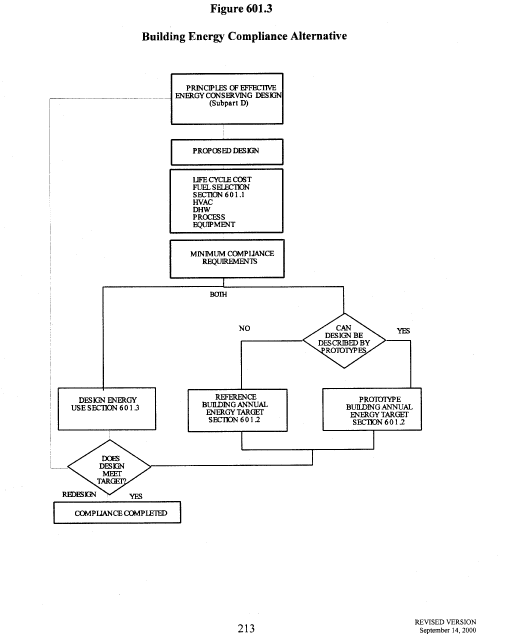 Figure 601.3
Building Energy Compliance Alternative
PRINCIPLES OF EFFECTIVE
ENERGY CONSERVING DESIGN
(Subpart D)
PROPOSED DESIGN
LIFE CYCLE COST
FUEL SELECTION
SECTION 601.1
HVAC
DHW
PROCESS
EQUIPMENT
MINIMUM COMPLIANCE
REQUIREMENTS
BOTH
NO
CAN
DESIGN BE
DESCRIBED BY
PROTOTYPES
YES
DESIGN ENERGY
USE SECTION 601.3
REFERENCE
BUILDING ANNUAL
ENERGY TARGET
SECTION 601.2
PROTOTYPE
BUILDING ANNUAL
ENERGY TARGET
SECTION 601.2
DOES
DESIGN
MEET
TARGET?
REDESIGN
YES
COMPLIANCE COMPLETED
213
REVISED VERSION
September 14, 2000